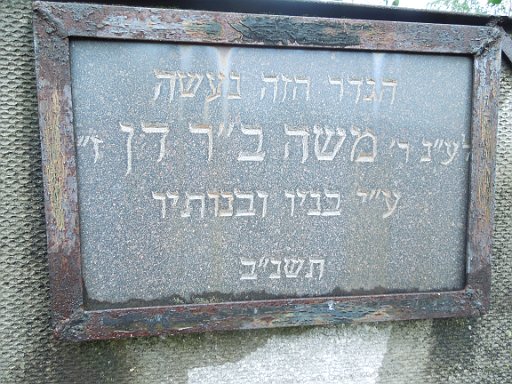 הגדר הזה נעשה
לע״נ ר׳ משה ב״ר דן ז״
ע״י בניו ובנותיו
תשנ״ב